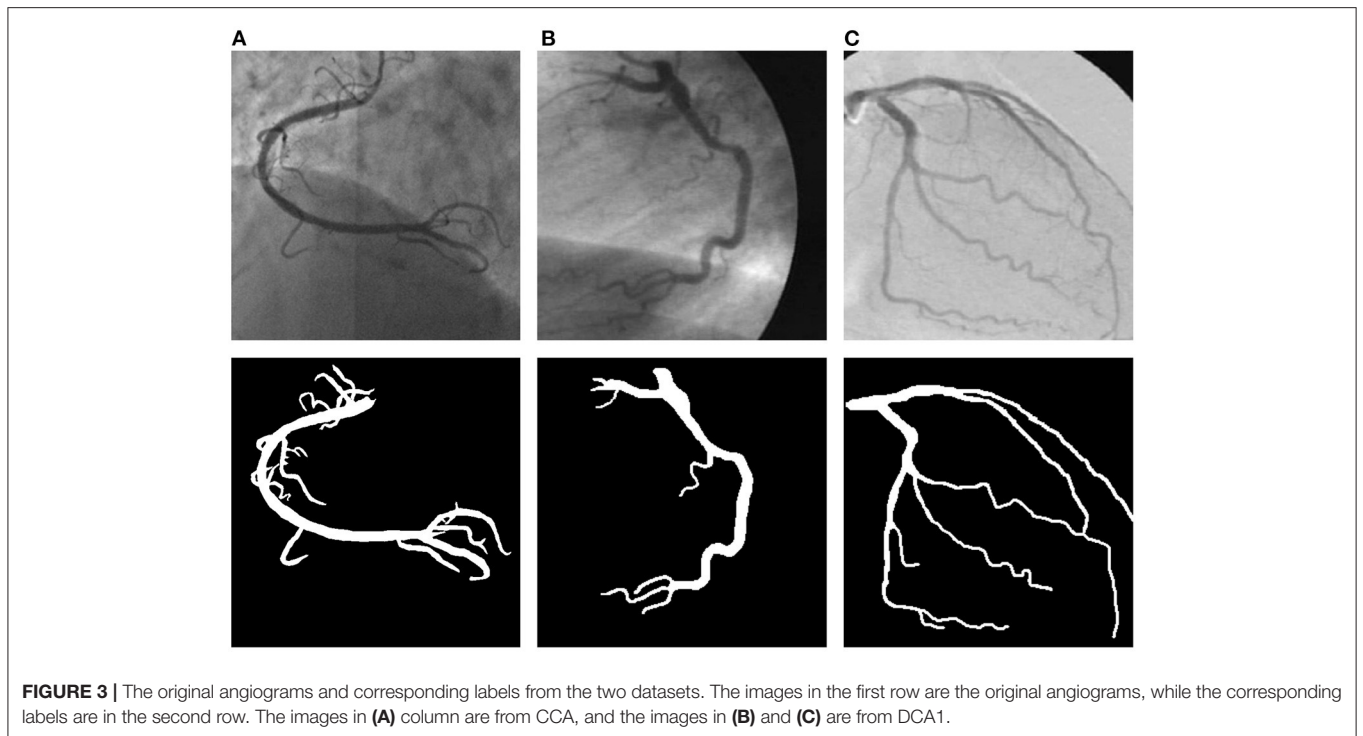 A
B
C
FIGURE 3 | The original angiograms and corresponding labels from the two datasets. The images in the first row are the original angiograms, while the corresponding
labels are in the second row. The images in (A) column are from CCA, and the images in (B) and (C) are from DCA1.